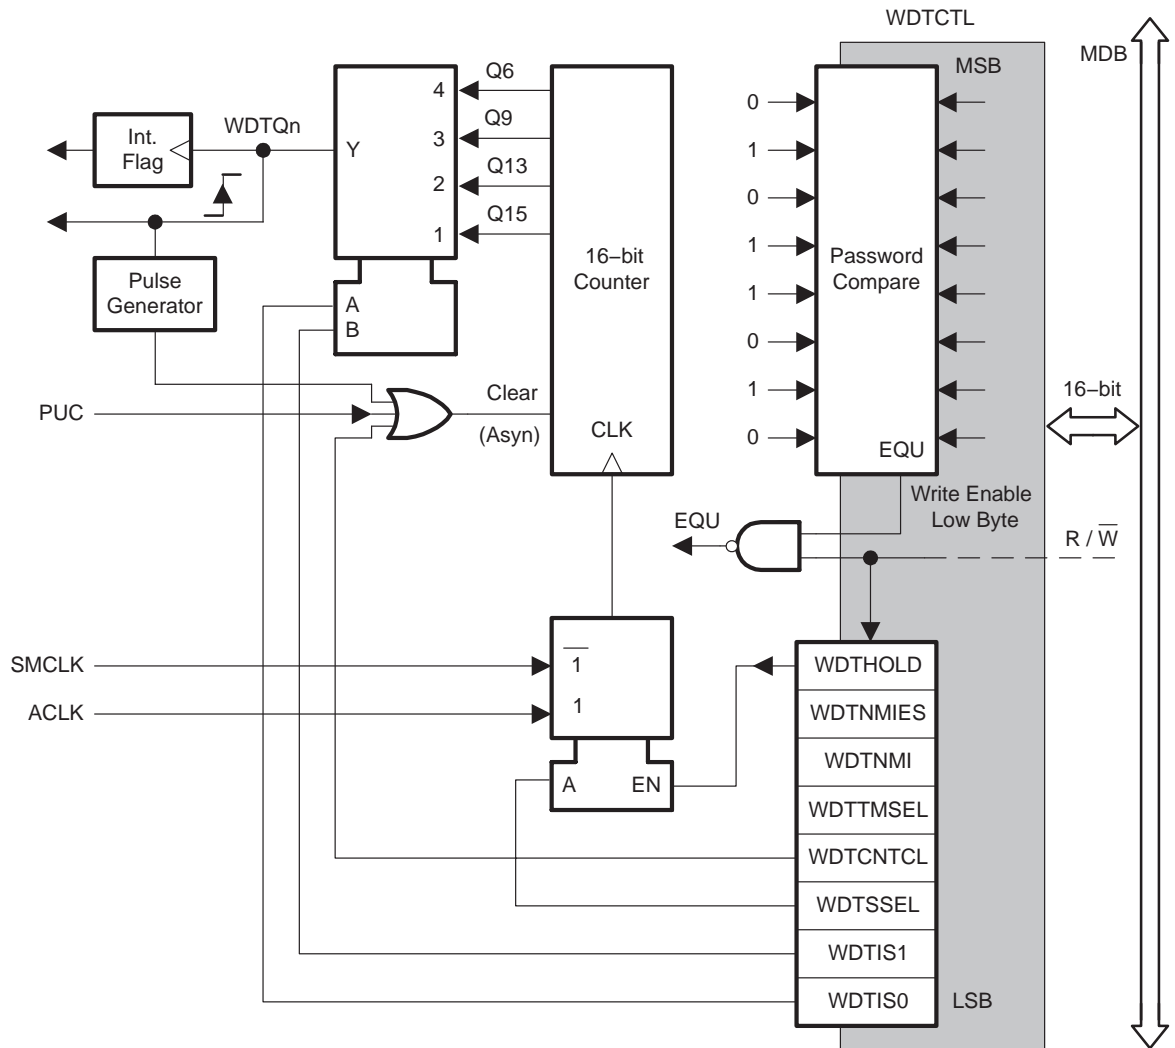 WDTCTL
MDB
MSB
Q6
Q9
Q13
Q15
4
3
2
1
Y
Int.
Flag
WDTQn
Pulse
Generator
A
B
16−bit
Counter
CLK
0
1
0
1
1
0
1
0
Password
Compare
EQU
16−bit
PUC
Clear
(Asyn)
Write Enable
Low Byte
EQU
R / W̅
SMCLK
ACLK
1̅
1
A
EN
WDTHOLD
WDTNMIES
WDTNMI
WDTTMSEL
WDTCNTCL
WDTSSEL
WDTIS1
WDTIS0
LSB